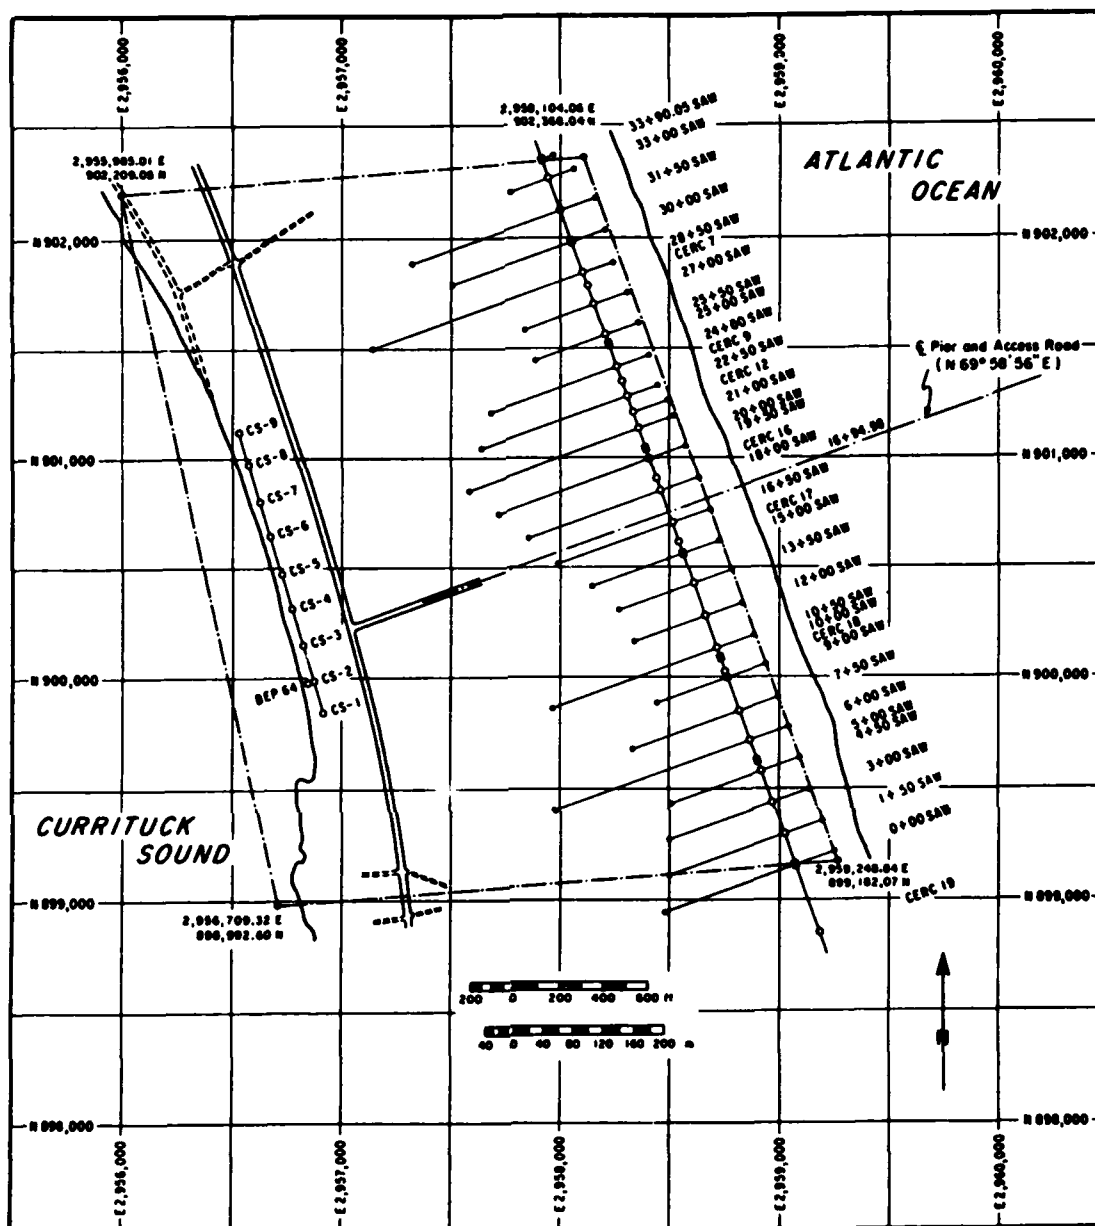 E 2,956,000
E 2,957,000
E 2,958,000
E 2,959,000
E 2,960,000
2,958,104.06 E
902,368.04 N
33+90.05 SAW
33+00 SAW
31+50 SAW
30+00 SAW
28+50 SAW
CERC 7
27+00 SAW
25+50 SAW
25+00 SAW
24+00 SAW
CERC 9
22+50 SAW
CERC 12
21+00 SAW
20+00 SAW
19+50 SAW
CERC 16
18+00 SAW
16+50 SAW
CERC 17
15+00 SAW
13+50 SAW
12+00 SAW
10+50 SAW
10+00 SAW
CERC 18
9+00 SAW
7+50 SAW
6+00 SAW
5+00 SAW
4+50 SAW
3+00 SAW
1+50 SAW
0+00 SAW
CERC 19
ATLANTIC
OCEAN
2,955,985.01 E
902,209.05 N
N 902,000
N 902,000
℄ Pier and Access Road
(N 69° 58' 56" E)
16+94.98
N 901,000
N 901,000
CS-9
CS-8
CS-7
CS-6
CS-5
CS-4
CS-3
CS-2
BEP 64
CS-1
N 900,000
N 900,000
CURRITUCK
SOUND
2,959,248.84 E
899,182.07 N
2,956,709.32 E
898,992.60 N
N 899,000
N 899,000
200 0 200 400 600 ft
40 0 40 80 120 160 200 m
N
N 898,000
N 898,000
E 2,956,000
E 2,957,000
E 2,958,000
E 2,959,000
E 2,960,000